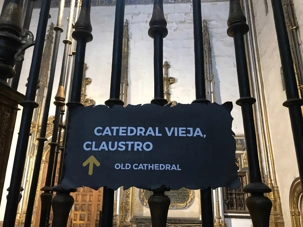 CATEDRAL VIEJA,
CLAUSTRO
OLD CATHEDRAL